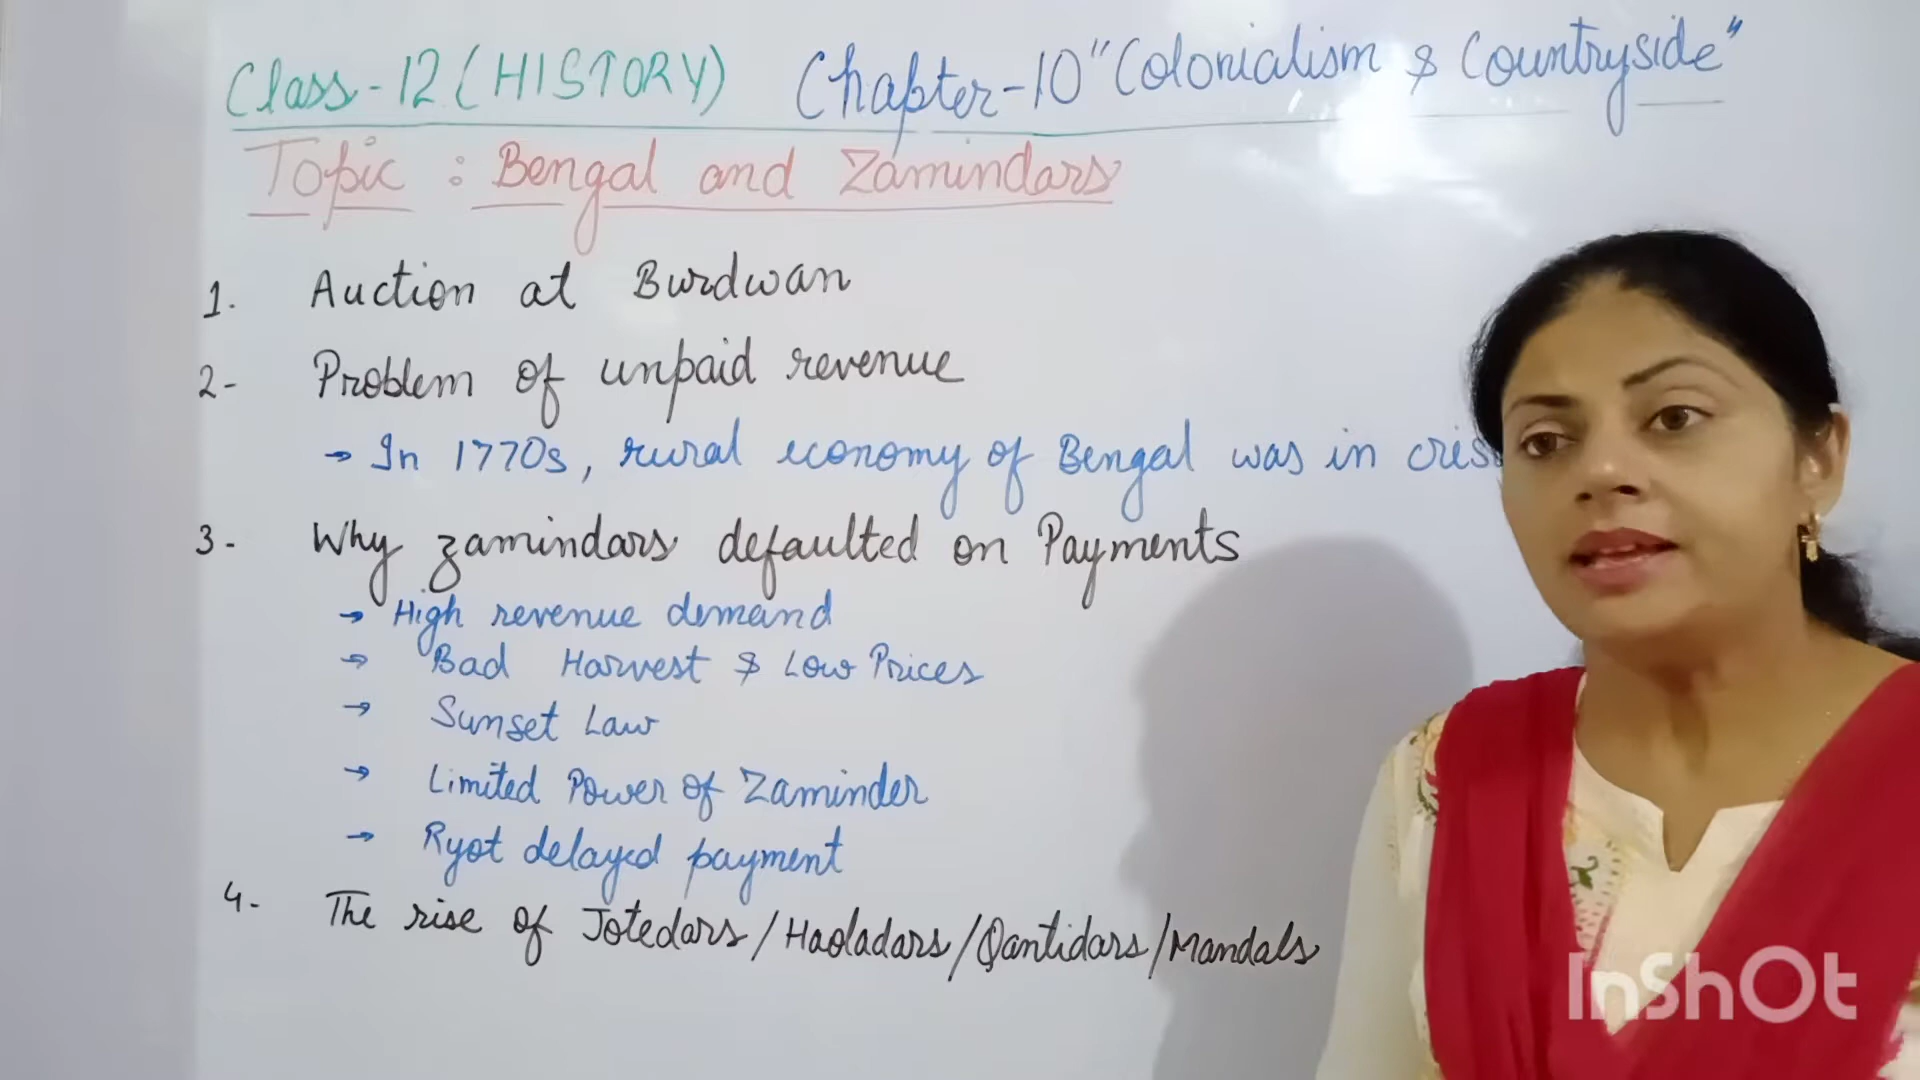 Class-12 (HISTORY) Chapter-10 "Colonialism & Countryside"
Topic : Bengal and Zamindars
1. Auction at Burdwan
2- Problem of unpaid revenue
→ In 1770s, rural economy of Bengal was in cris
3- Why zamindars defaulted on Payments
→ High revenue demand
→ Bad Harvest & Low Prices
→ Sunset Law
→ Limited Power of Zaminder
→ Ryot delayed payment
4- The rise of Jotedars/Haoladars/Qantidars/Mandals
InShOt